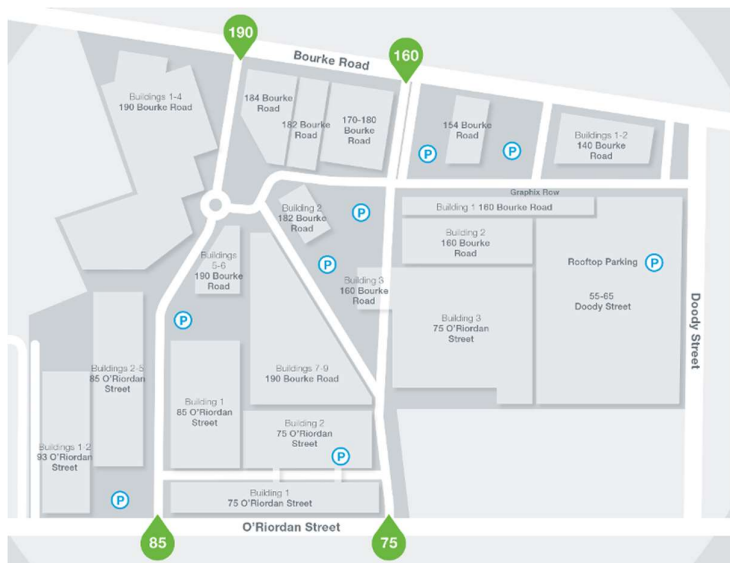 190
Bourke Road
160
Buildings 1-4
190 Bourke Road
184 Bourke
Road
182 Bourke
Road
170-180
Bourke
Road
P
154 Bourke
Road
P
Buildings 1-2
140 Bourke
Road
Graphix Row
Building 2
182 Bourke
Road
P
Building 1 160 Bourke Road
Building 2
160 Bourke
Road
Rooftop Parking
P
55-65
Doody Street
Doody Street
Buildings
5-6
190 Bourke
Road
P
Building 3
160 Bourke
Road
P
Building 3
75 O'Riordan
Street
Buildings 2-5
85 O'Riordan
Street
Buildings 7-9
190 Bourke Road
Building 1
85 O'Riordan
Street
Building 2
75 O'Riordan
Street
P
Buildings 1-2
93 O'Riordan
Street
P
Building 1
75 O'Riordan Street
O'Riordan Street
85
75